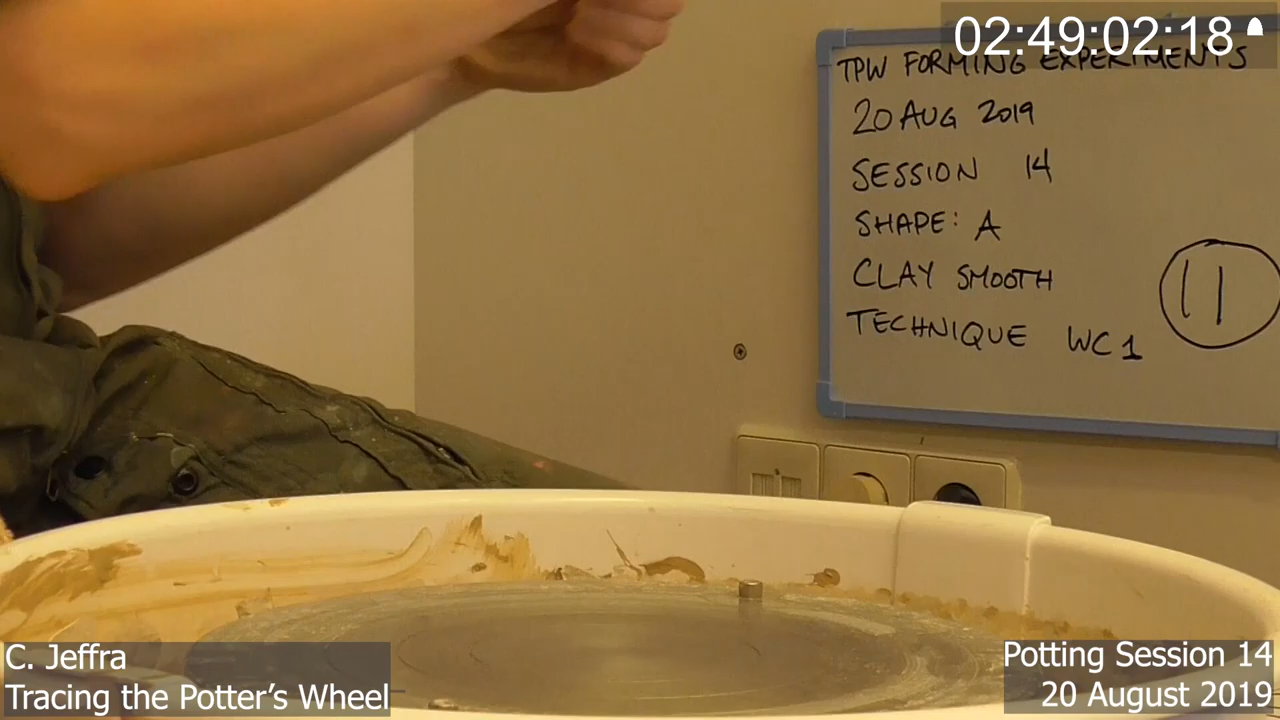 02:49:02:18
TPW FORMING EXPERIMENTS
20 AUG 2019
SESSION 14
SHAPE: A
CLAY SMOOTH
TECHNIQUE WC1
11
C. Jeffra
Tracing the Potter's Wheel
Potting Session 14
20 August 2019